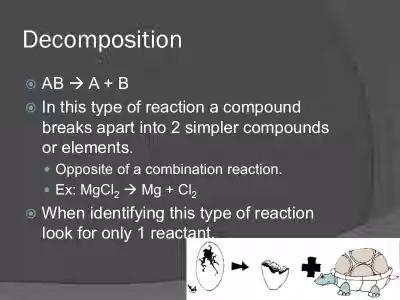 Decomposition
AB → A + B
In this type of reaction a compound
breaks apart into 2 simpler compounds
or elements.
Opposite of a combination reaction.
Ex: MgCl₂ → Mg + Cl₂
When identifying this type of reaction
look for only 1 reactant.